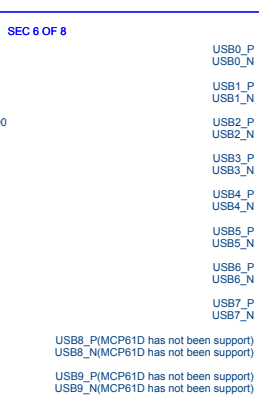 SEC 6 OF 8
USB0_P
USB0_N
USB1_P
USB1_N
USB2_P
USB2_N
USB3_P
USB3_N
USB4_P
USB4_N
USB5_P
USB5_N
USB6_P
USB6_N
USB7_P
USB7_N
USB8_P(MCP61D has not been support)
USB8_N(MCP61D has not been support)
USB9_P(MCP61D has not been support)
USB9_N(MCP61D has not been support)